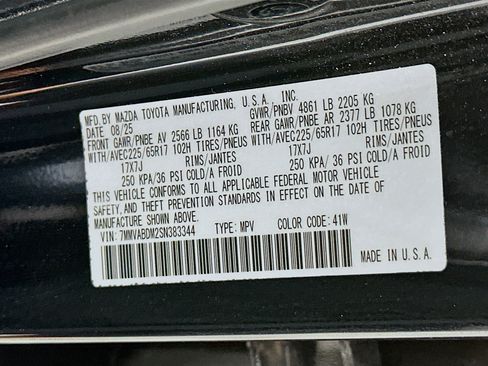 MFD. BY MAZDA TOYOTA MANUFACTURING, U.S.A., INC.
DATE 08/25 GVWR/PNBV 4861 LB 2205 KG
FRONT GAWR/PNBE AV 2566 LB 1164 KG REAR GAWR/PNBE AR 2377 LB 1078 KG
WITH/AVEC225/65R17 102H TIRES/PNEUS WITH/AVEC225/65R17 102H TIRES/PNEUS
17X7J RIMS/JANTES 17X7J RIMS/JANTES
250 KPA/36 PSI COLD/A FROID 250 KPA/ 36 PSI COLD/A FROID
THIS VEHICLE CONFORMS TO ALL APPLICABLE FEDERAL MOTOR VEHICLE
SAFETY, AND THEFT PREVENTION STANDARDS IN EFFECT ON THE DATE OF
MANUFACTURE SHOWN ABOVE.
VIN: 7MMVABDM2SN383344 TYPE: MPV COLOR CODE: 41W
MADE IN U.S.A.